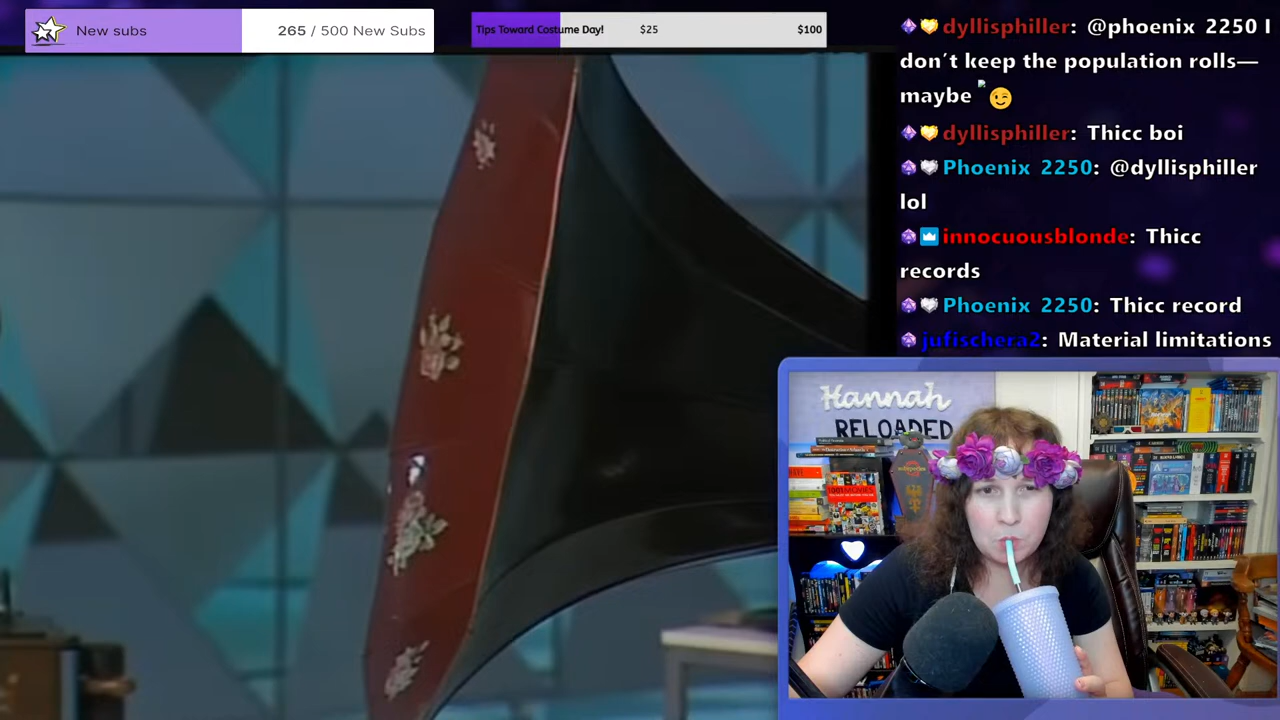 New subs
265 / 500 New Subs
Tips Toward Costume Day!
$25
$100
dyllisphiller: @phoenix 2250 I
don't keep the population rolls—
maybe 😉
dyllisphiller: Thicc boi
Phoenix 2250: @dyllisphiller
lol
innocuousblonde: Thicc
records
Phoenix 2250: Thicc record
jufischera2: Material limitations
Hannah
RELOADED